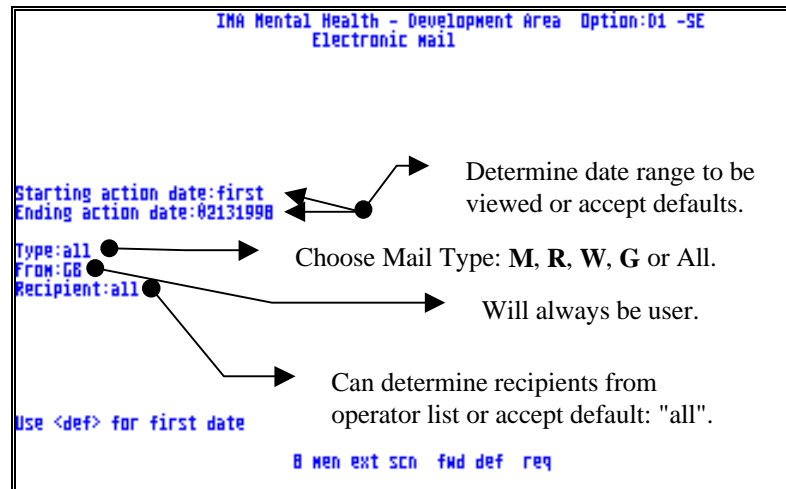 IMA Mental Health - Development Area Option:D1 -SE
Electronic mail
Determine date range to be
viewed or accept defaults.
Starting action date:first
Ending action date:02131998
Type:all
Choose Mail Type: M, R, W, G or All.
From:GB
Recipient:all
Will always be user.
Can determine recipients from
operator list or accept default: "all".
Use <def> for first date
8 men ext scn fwd def req